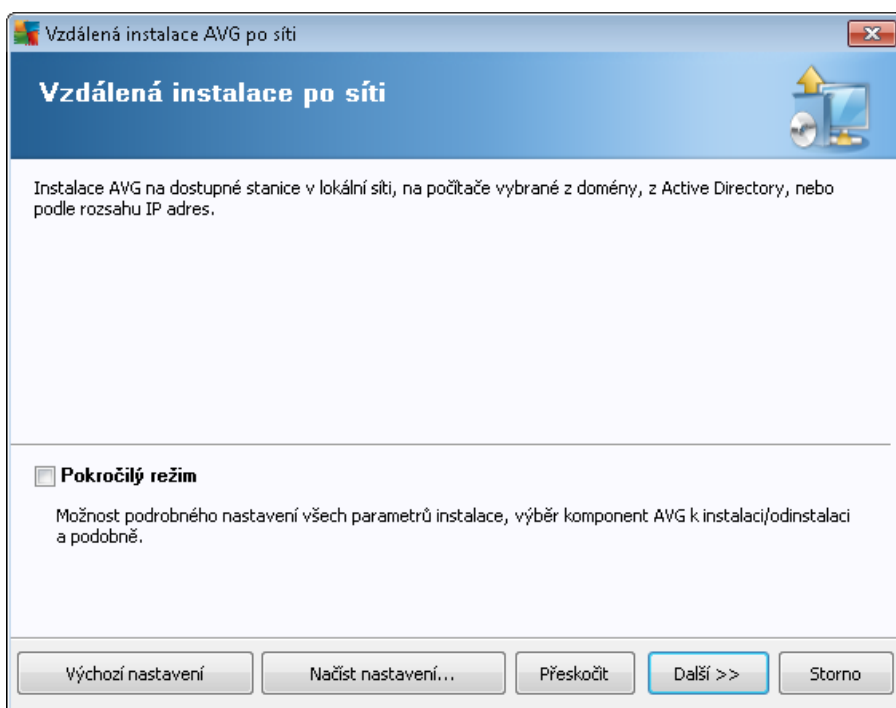 Vzdálená instalace AVG po síti
Vzdálená instalace po síti
Instalace AVG na dostupné stanice v lokální síti, na počítače vybrané z domény, z Active Directory, nebo
podle rozsahu IP adres.
Pokročilý režim
Možnost podrobného nastavení všech parametrů instalace, výběr komponent AVG k instalaci/odinstalaci
a podobně.
Výchozí nastavení Načíst nastavení... Přeskočit Další >> Storno